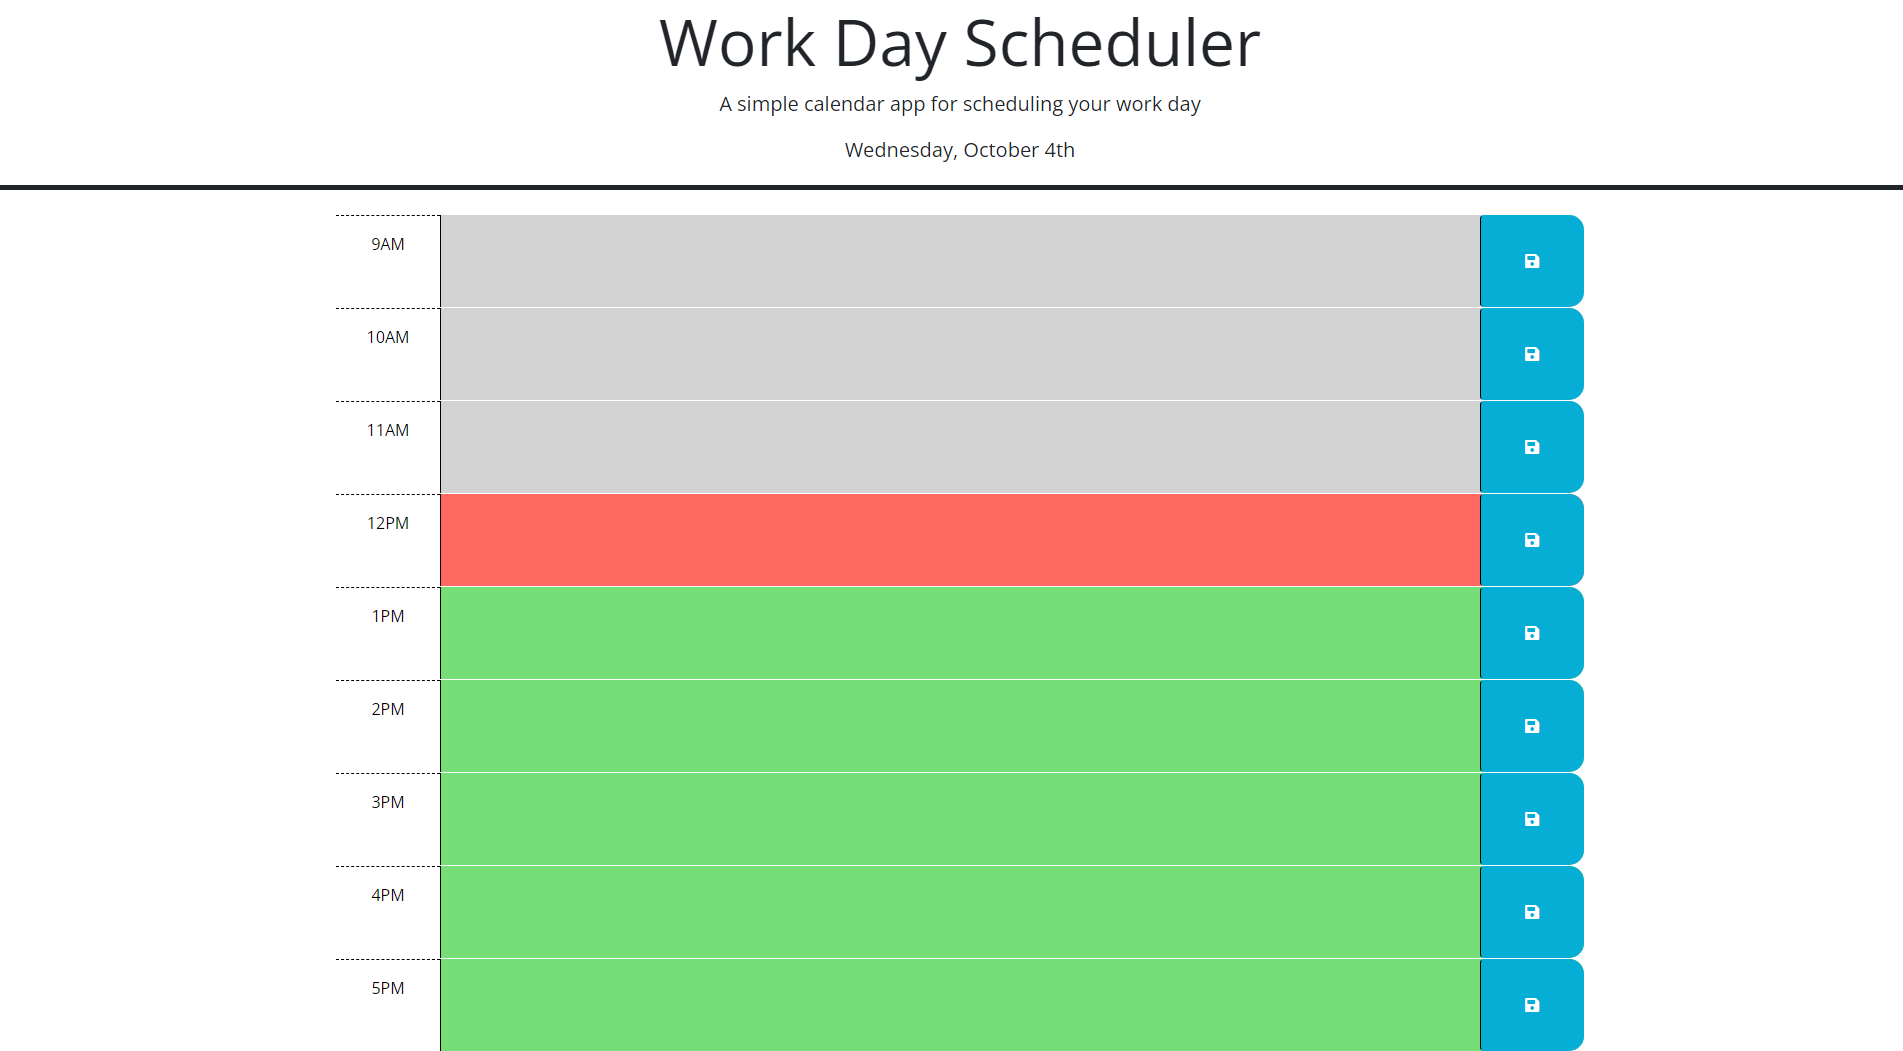 Work Day Scheduler
A simple calendar app for scheduling your work day
Wednesday, October 4th
9AM
10AM
11AM
12PM
1PM
2PM
3PM
4PM
5PM